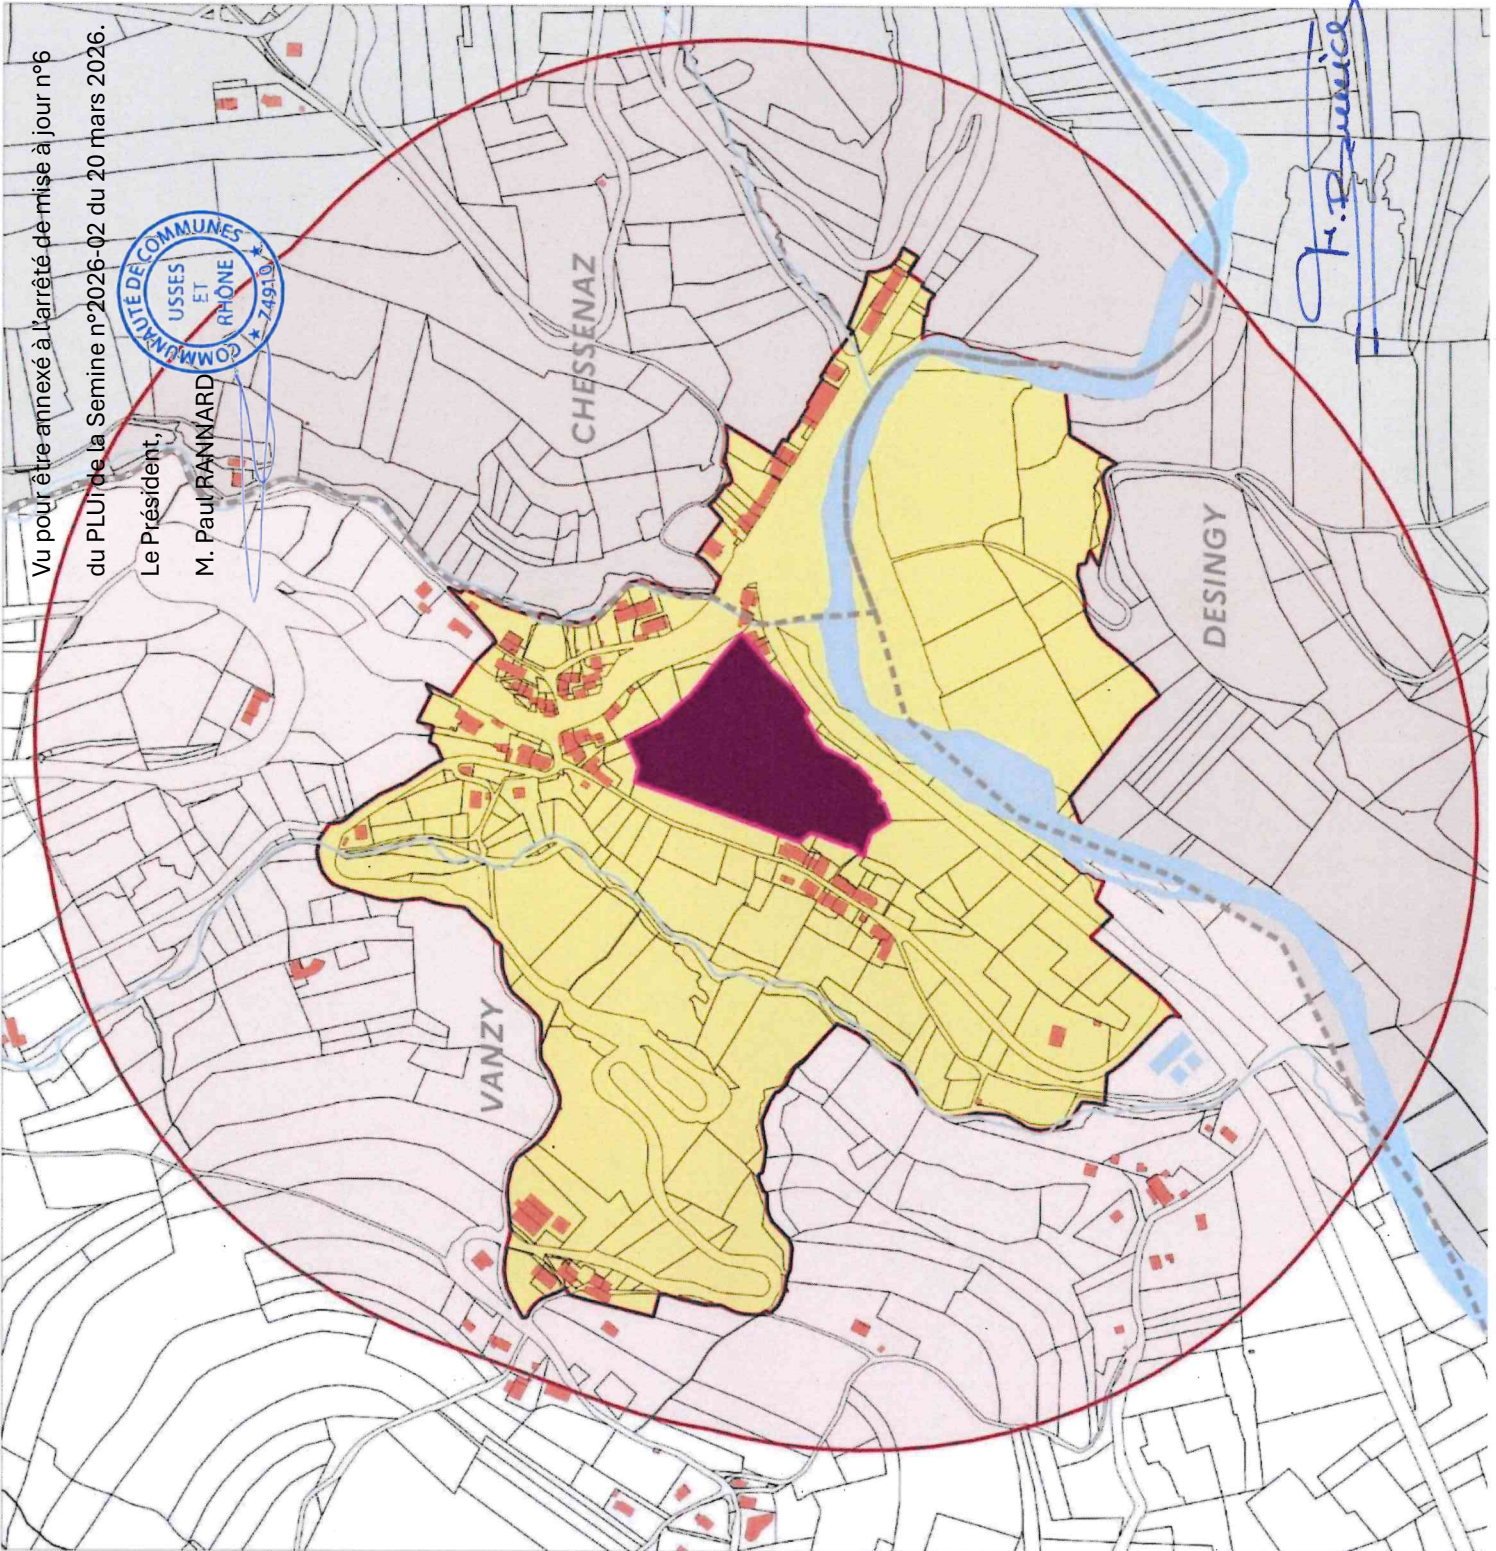 Vu pour être annexé à l'arrêté de mise à jour n°6
du PLUi de la Semine n°2026-02 du 20 mars 2026.
Le Président,
M. Paul RANNARD
COMMUNAUTÉ DE COMMUNES
USSES
ET
RHÔNE
★ 74910 ★
CHESSENAZ
VANZY
DESINGY